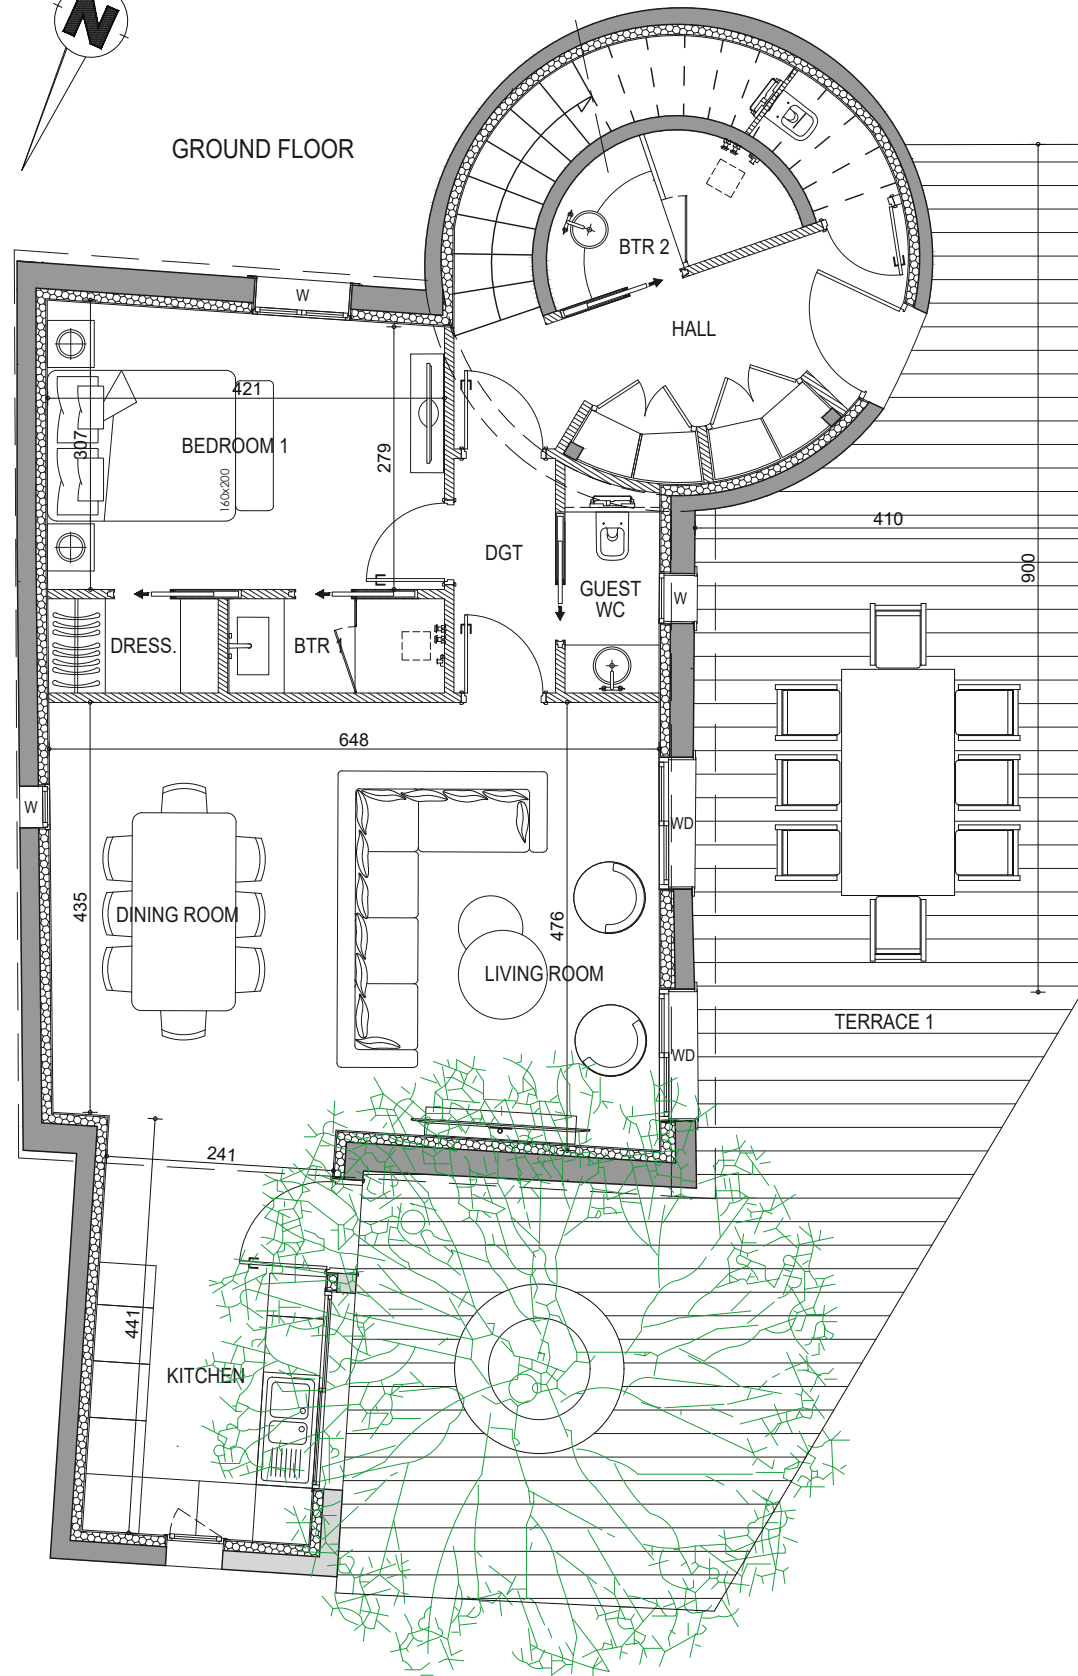 N
GROUND FLOOR
BTR 2
HALL
W
421
BEDROOM 1
307
279
160x200
410
900
DGT
GUEST
WC
W
DRESS.
BTR 1
648
W
WD
435
DINING ROOM
476
LIVING ROOM
TERRACE 1
WD
241
441
KITCHEN